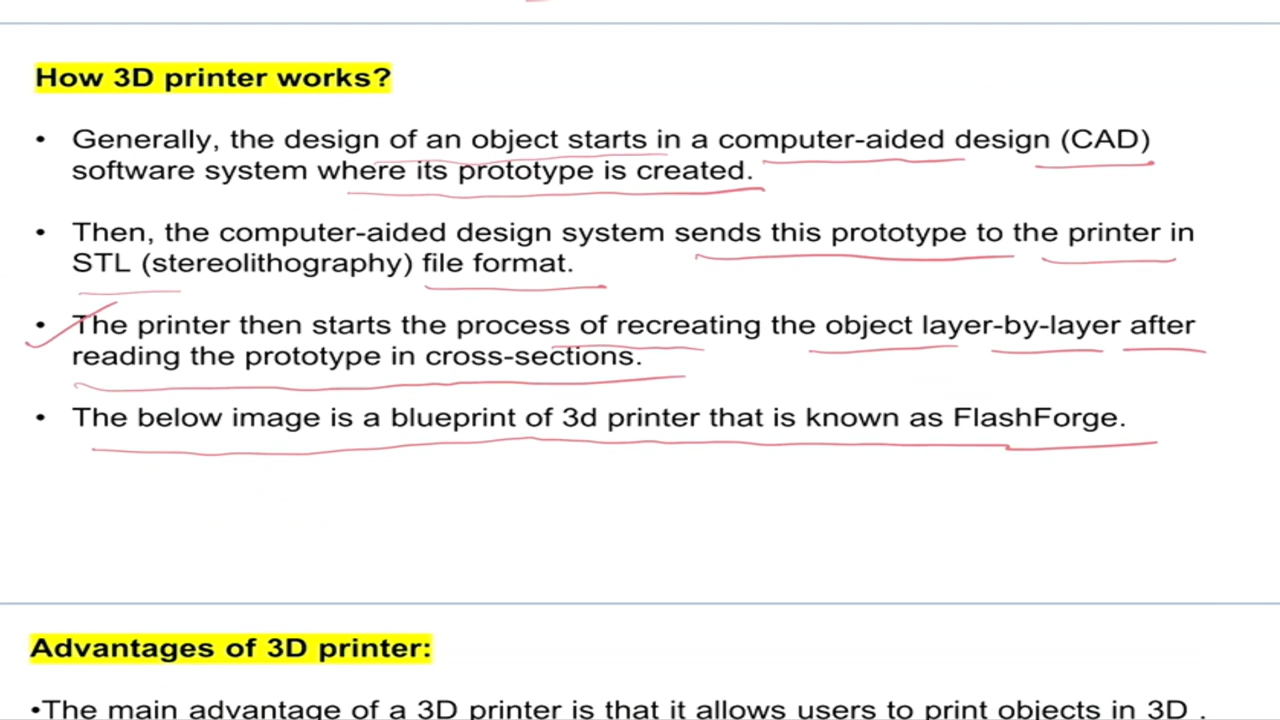 How 3D printer works?
• Generally, the design of an object starts in a computer-aided design (CAD)
software system where its prototype is created.
• Then, the computer-aided design system sends this prototype to the printer in
STL (stereolithography) file format.
• The printer then starts the process of recreating the object layer-by-layer after
reading the prototype in cross-sections.
• The below image is a blueprint of 3d printer that is known as FlashForge.
Advantages of 3D printer:
•The main advantage of a 3D printer is that it allows users to print objects in 3D .